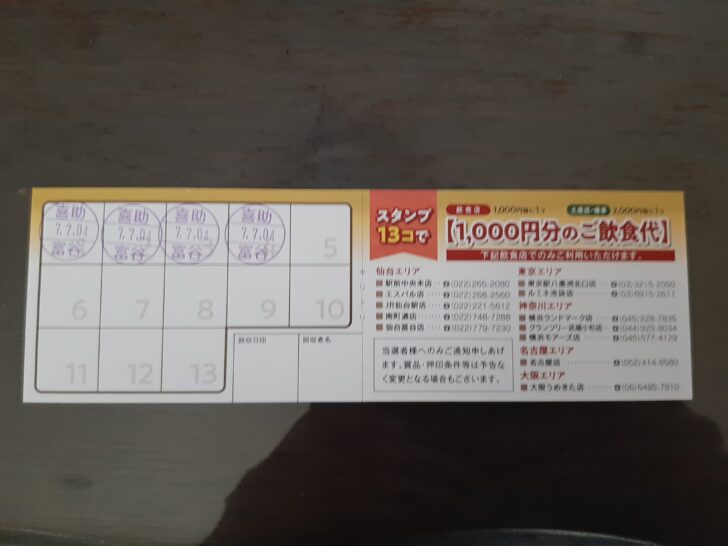 喜助
7.7.04
富谷
喜助
7.7.04
富谷
喜助
7.7.04
富谷
喜助
7.7.04
富谷
5
6
7
8
9
10
11
12
13
回収日印
回収者名
キリトリ
スタンプ
13コで
飲食店 1,000円毎に1コ
土産店/催事 2,000円毎に1コ
【1,000円分のご飲食代】
下記飲食店でのみご利用いただけます。
仙台エリア
■駅前中央本店 ‥ ☎(022)265-2080
■エスパル店 ‥‥ ☎(022)268-2560
■JR仙台駅店 ‥‥ ☎(022)221-5612
■南町通店 ‥‥‥ ☎(022)748-7288
■仙台富谷店 ‥‥ ☎(022)779-7230
当選者様へのみご通知申しあげ
ます。賞品・押印条件等は予告な
く変更となる場合もございます。
東京エリア
■東京駅八重洲北口店 ‥ ☎(03)3215-2660
■ルミネ池袋店 ‥‥‥‥ ☎(03)6915-2611
神奈川エリア
■横浜ランドマーク店 ‥ ☎(045)228-7835
■グランツリー武蔵小杉店 ‥ ☎(044)920-8034
■横浜モアーズ店 ‥‥ ☎(045)577-4129
名古屋エリア
■名古屋店 ‥‥‥‥‥ ☎(052)414-6580
大阪エリア
■大阪うめきた店 ‥‥ ☎(06)6485-7910